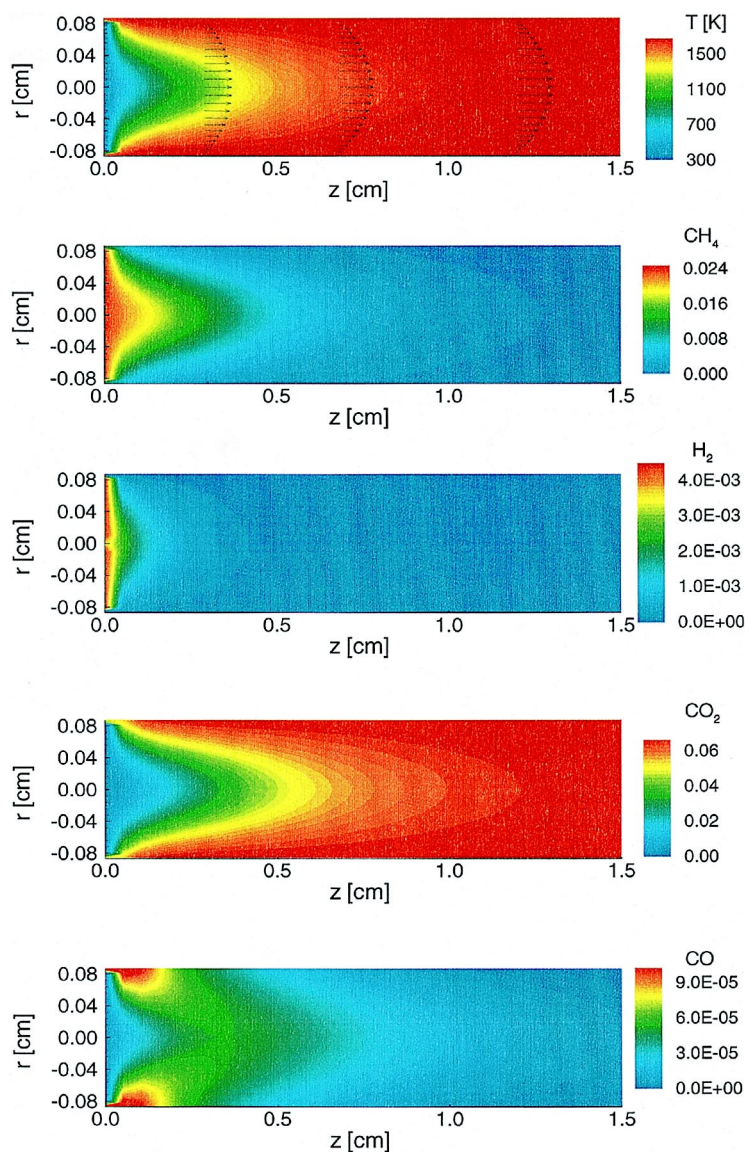 T [K]
0.08
0.04
0.00
-0.04
-0.08
r [cm]
1500
1100
700
300
0.0 0.5 1.0 1.5
z [cm]
CH4
0.08
0.04
0.00
-0.04
-0.08
r [cm]
0.024
0.016
0.008
0.000
0.0 0.5 1.0 1.5
z [cm]
H2
0.08
0.04
0.00
-0.04
-0.08
r [cm]
4.0E-03
3.0E-03
2.0E-03
1.0E-03
0.0E+00
0.0 0.5 1.0 1.5
z [cm]
CO2
0.08
0.04
0.00
-0.04
-0.08
r [cm]
0.06
0.04
0.02
0.00
0.0 0.5 1.0 1.5
z [cm]
CO
0.08
0.04
0.00
-0.04
-0.08
r [cm]
9.0E-05
6.0E-05
3.0E-05
0.0E+00
0.0 0.5 1.0 1.5
z [cm]